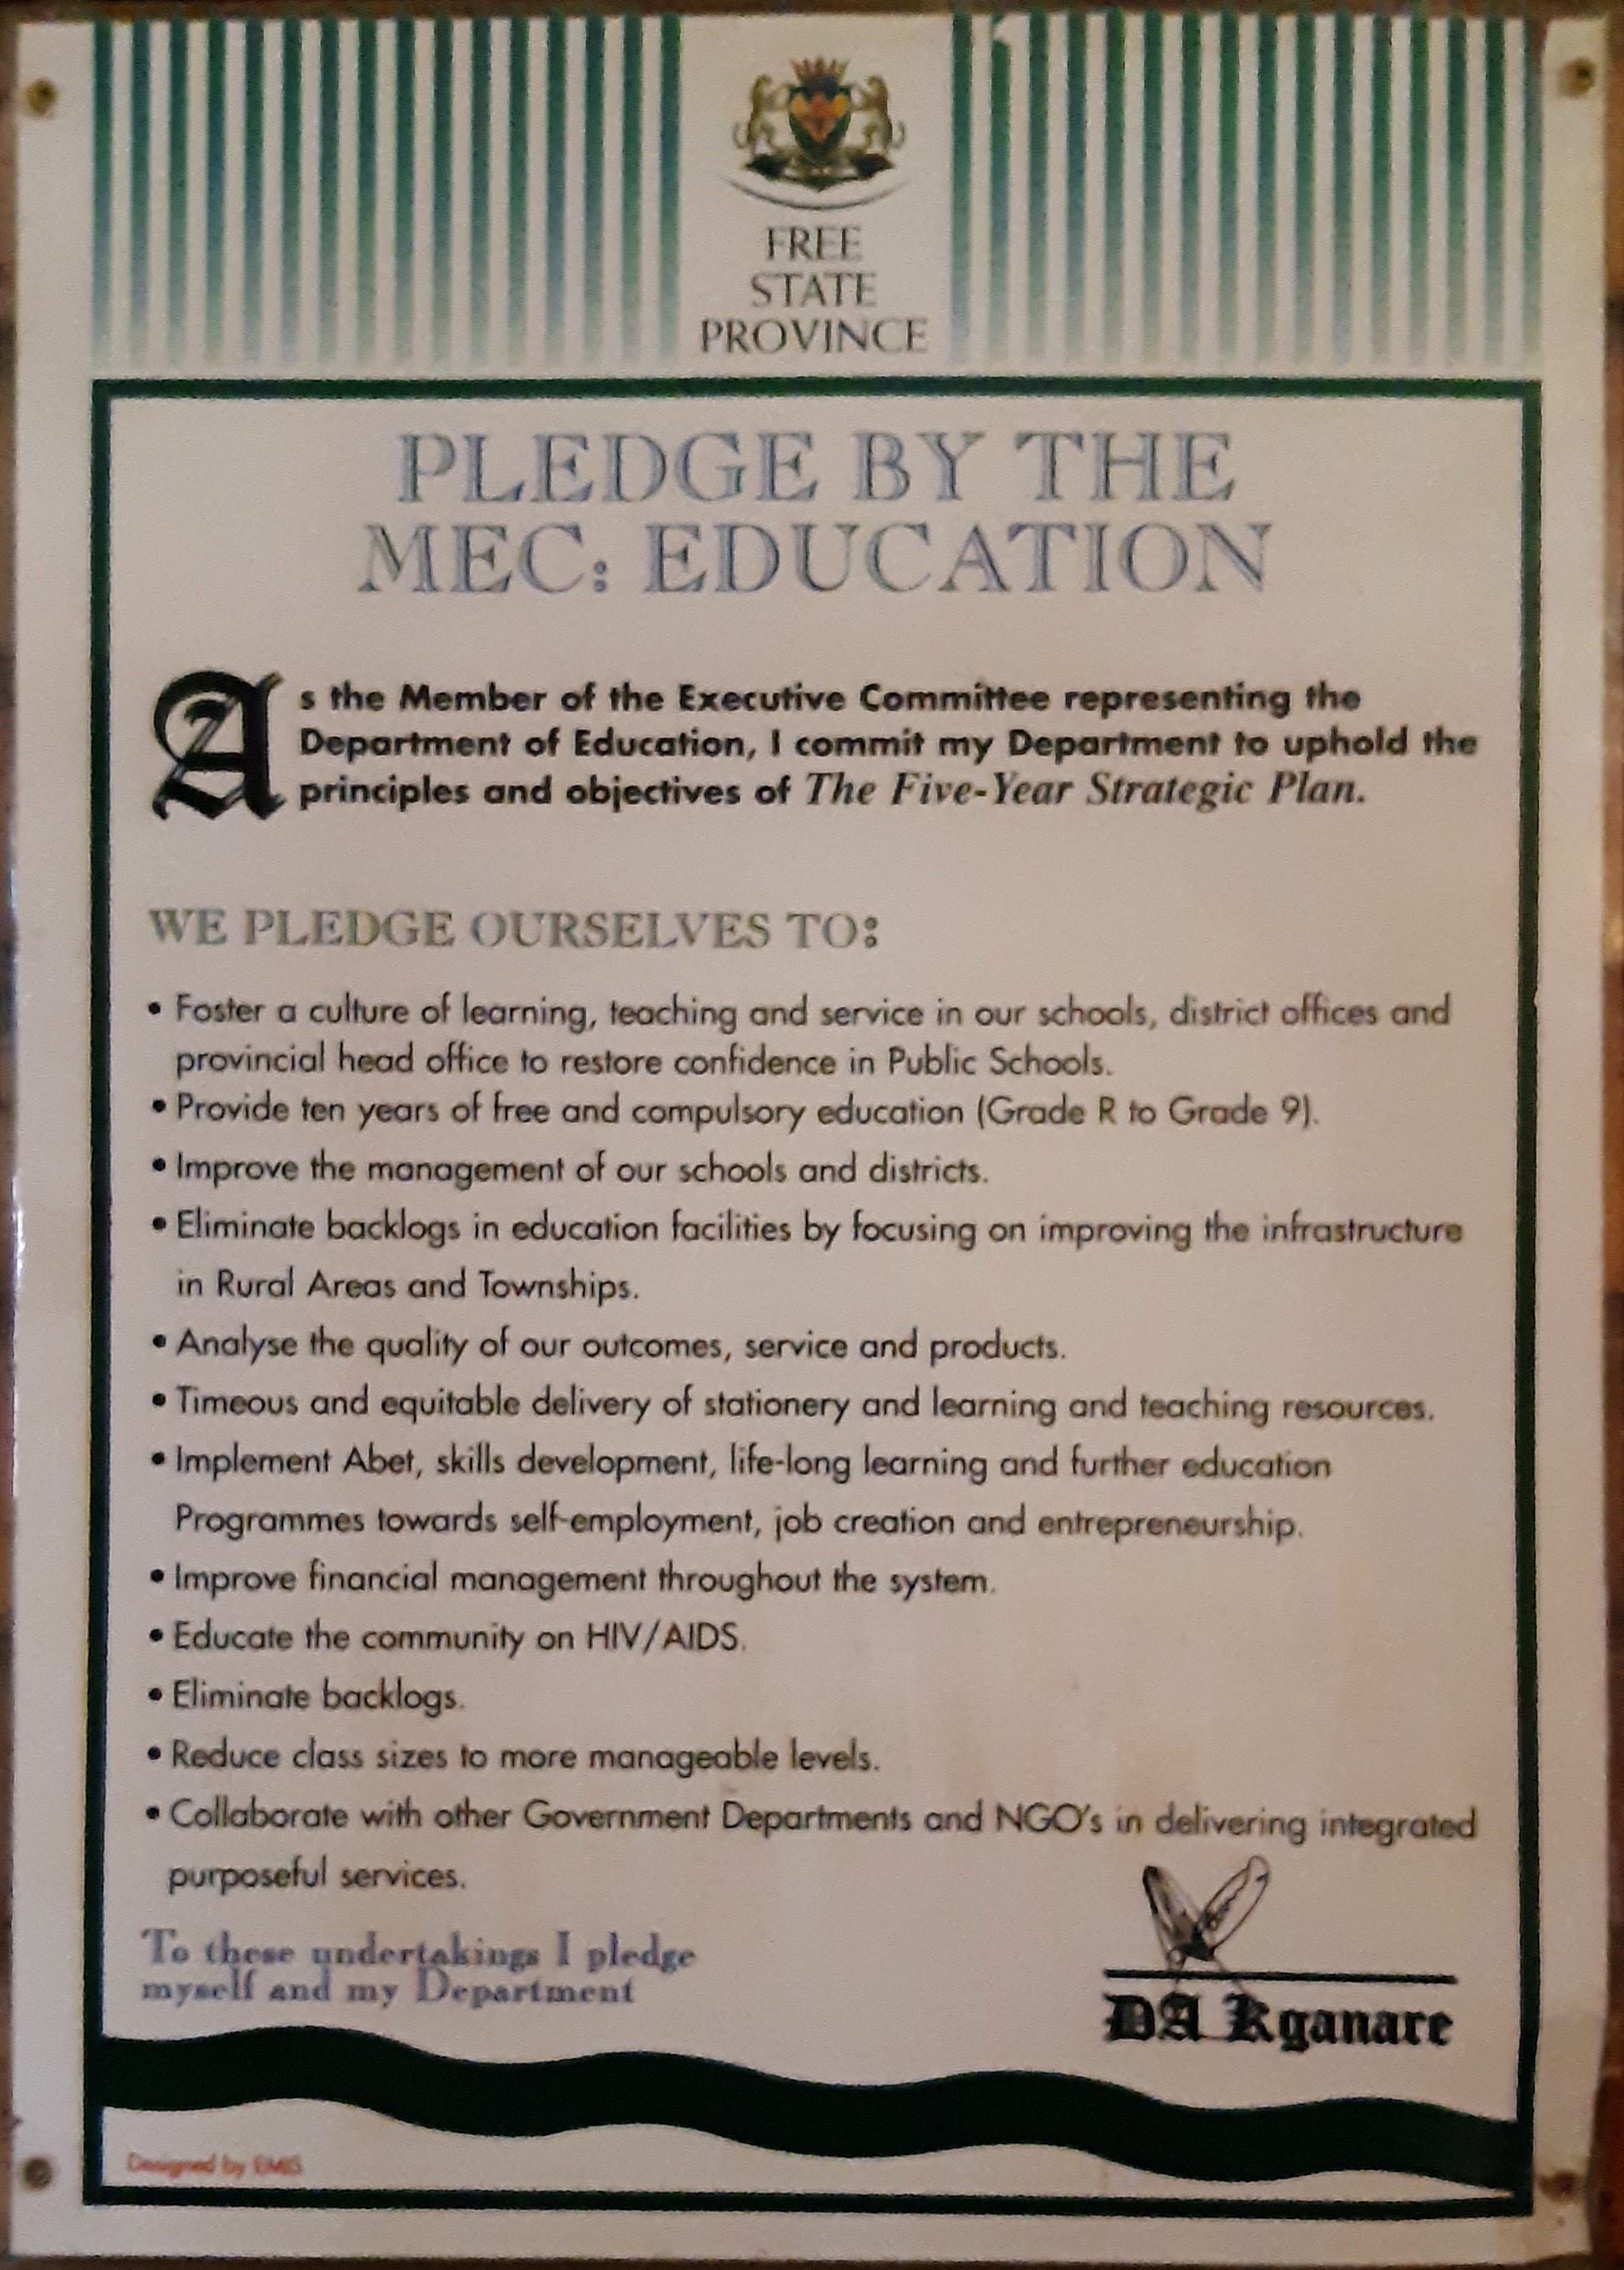 FREE
STATE
PROVINCE
PLEDGE BY THE
MEC: EDUCATION
As the Member of the Executive Committee representing the
Department of Education, I commit my Department to uphold the
principles and objectives of The Five-Year Strategic Plan.
WE PLEDGE OURSELVES TO:
• Foster a culture of learning, teaching and service in our schools, district offices and
provincial head office to restore confidence in Public Schools.
• Provide ten years of free and compulsory education (Grade R to Grade 9).
• Improve the management of our schools and districts.
• Eliminate backlogs in education facilities by focusing on improving the infrastructure
in Rural Areas and Townships.
• Analyse the quality of our outcomes, service and products.
• Timeous and equitable delivery of stationery and learning and teaching resources.
• Implement Abet, skills development, life-long learning and further education
Programmes towards self-employment, job creation and entrepreneurship.
• Improve financial management throughout the system.
• Educate the community on HIV/AIDS.
• Eliminate backlogs.
• Reduce class sizes to more manageable levels.
• Collaborate with other Government Departments and NGO's in delivering integrated
purposeful services.
To these undertakings I pledge
myself and my Department
DA Kganare
Designed by EMIS